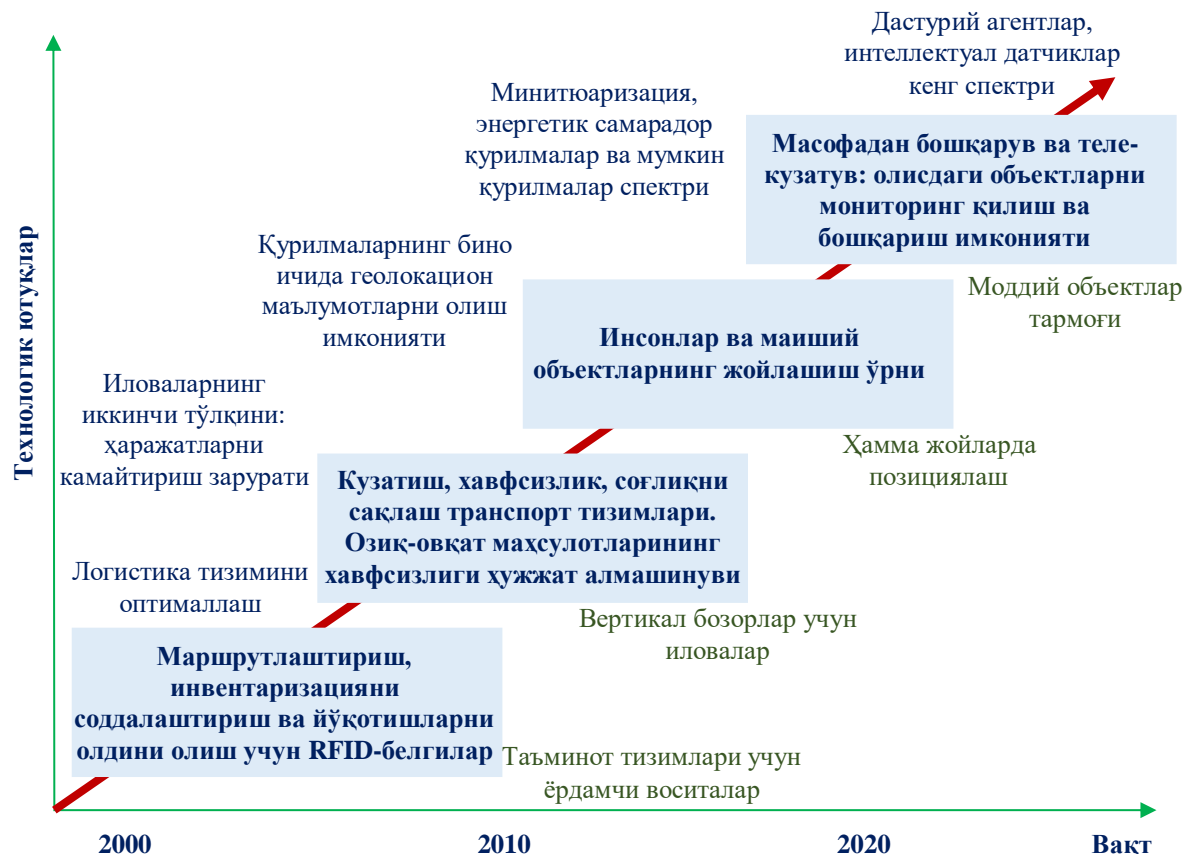 Дастурий агентлар,
интеллектуал датчиклар
кенг спектри
Минитюаризация,
энергетик самарадор
қурилмалар ва мумкин
қурилмалар спектри
Масофадан бошқарув ва теле-
кузатув: олисдаги объектларни
мониторинг қилиш ва
бошқариш имконияти
Қурилмаларнинг бино
ичида геолокацион
маълумотларни олиш
имконияти
Моддий объектлар
тармоғи
Инсонлар ва маиший
объектларнинг жойлашиш ўрни
Иловаларнинг
иккинчи тўлқини:
ҳаражатларни
камайтириш зарурати
Ҳамма жойларда
позициялаш
Кузатиш, хавфсизлик, соғлиқни
сақлаш транспорт тизимлари.
Озиқ-овқат маҳсулотларининг
хавфсизлиги ҳужжат алмашинуви
Логистика тизимини
оптималлаш
Вертикал бозорлар учун
иловалар
Маршрутлаштириш,
инвентаризацияни
соддалаштириш ва йўқотишларни
олдини олиш учун RFID-белгилар
Таъминот тизимлари учун
ёрдамчи воситалар
Технологик ютуқлар
2000
2010
2020
Вақт